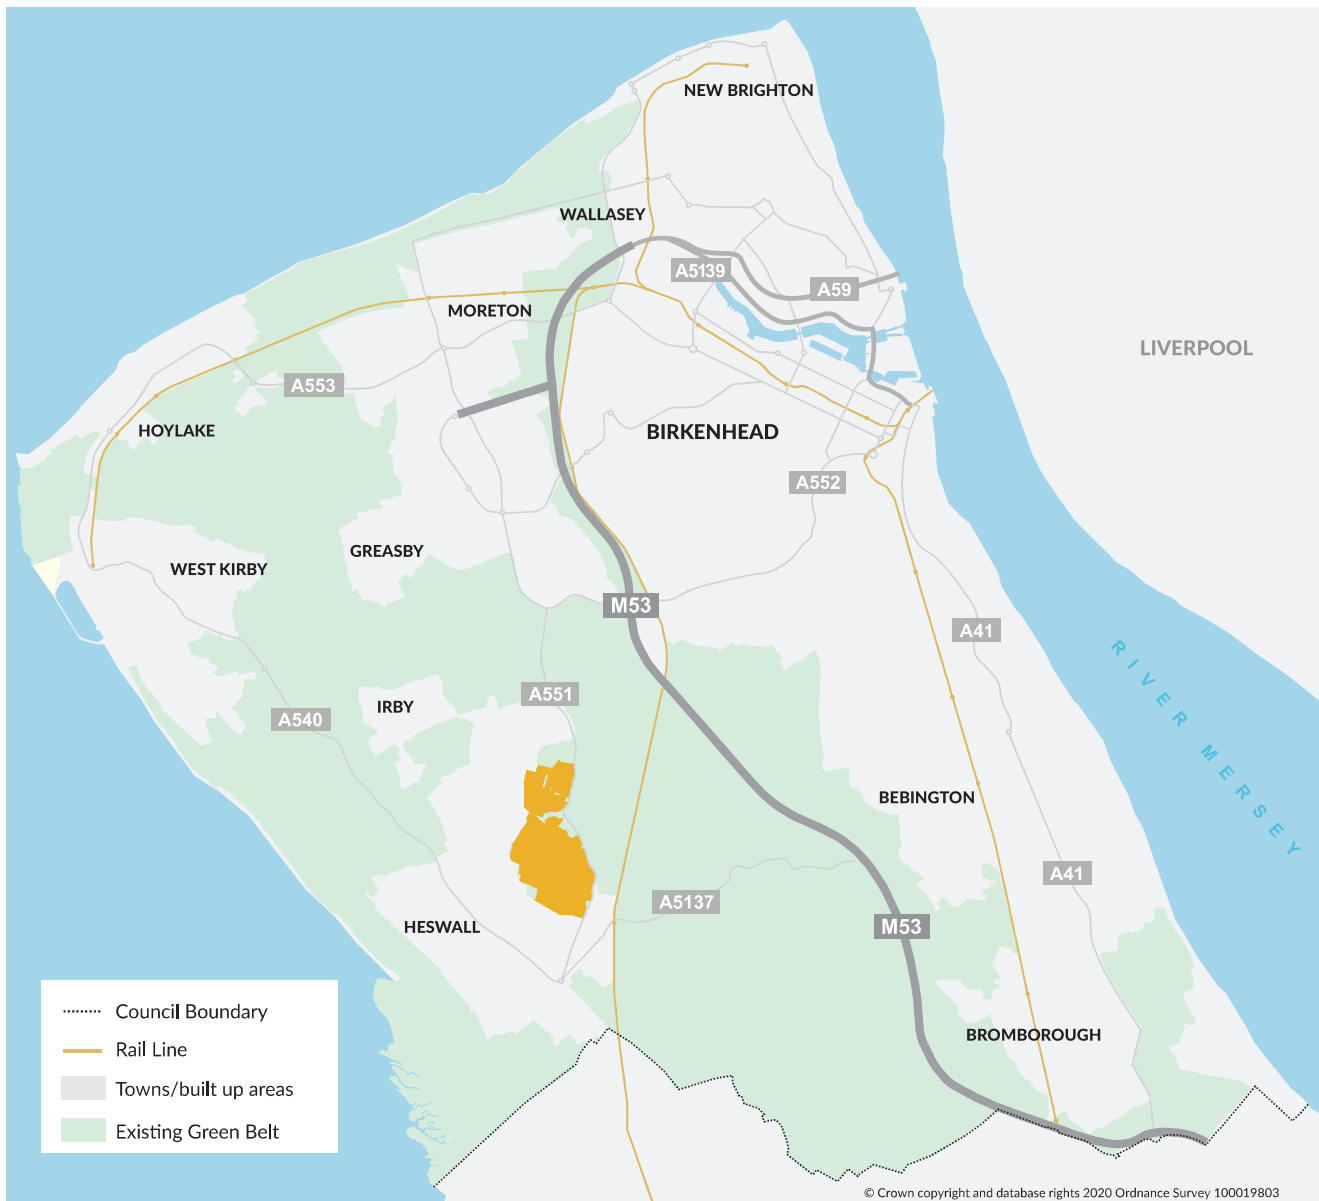 NEW BRIGHTON
WALLASEY
A5139
A59
MORETON
LIVERPOOL
A553
HOYLAKE
BIRKENHEAD
A552
GREASBY
WEST KIRBY
M53
A41
RIVER MERSEY
A551
IRBY
A540
BEBINGTON
A41
A5137
HESWALL
M53
BROMBOROUGH
Council Boundary
Rail Line
Towns/built up areas
Existing Green Belt
© Crown copyright and database rights 2020 Ordnance Survey 100019803